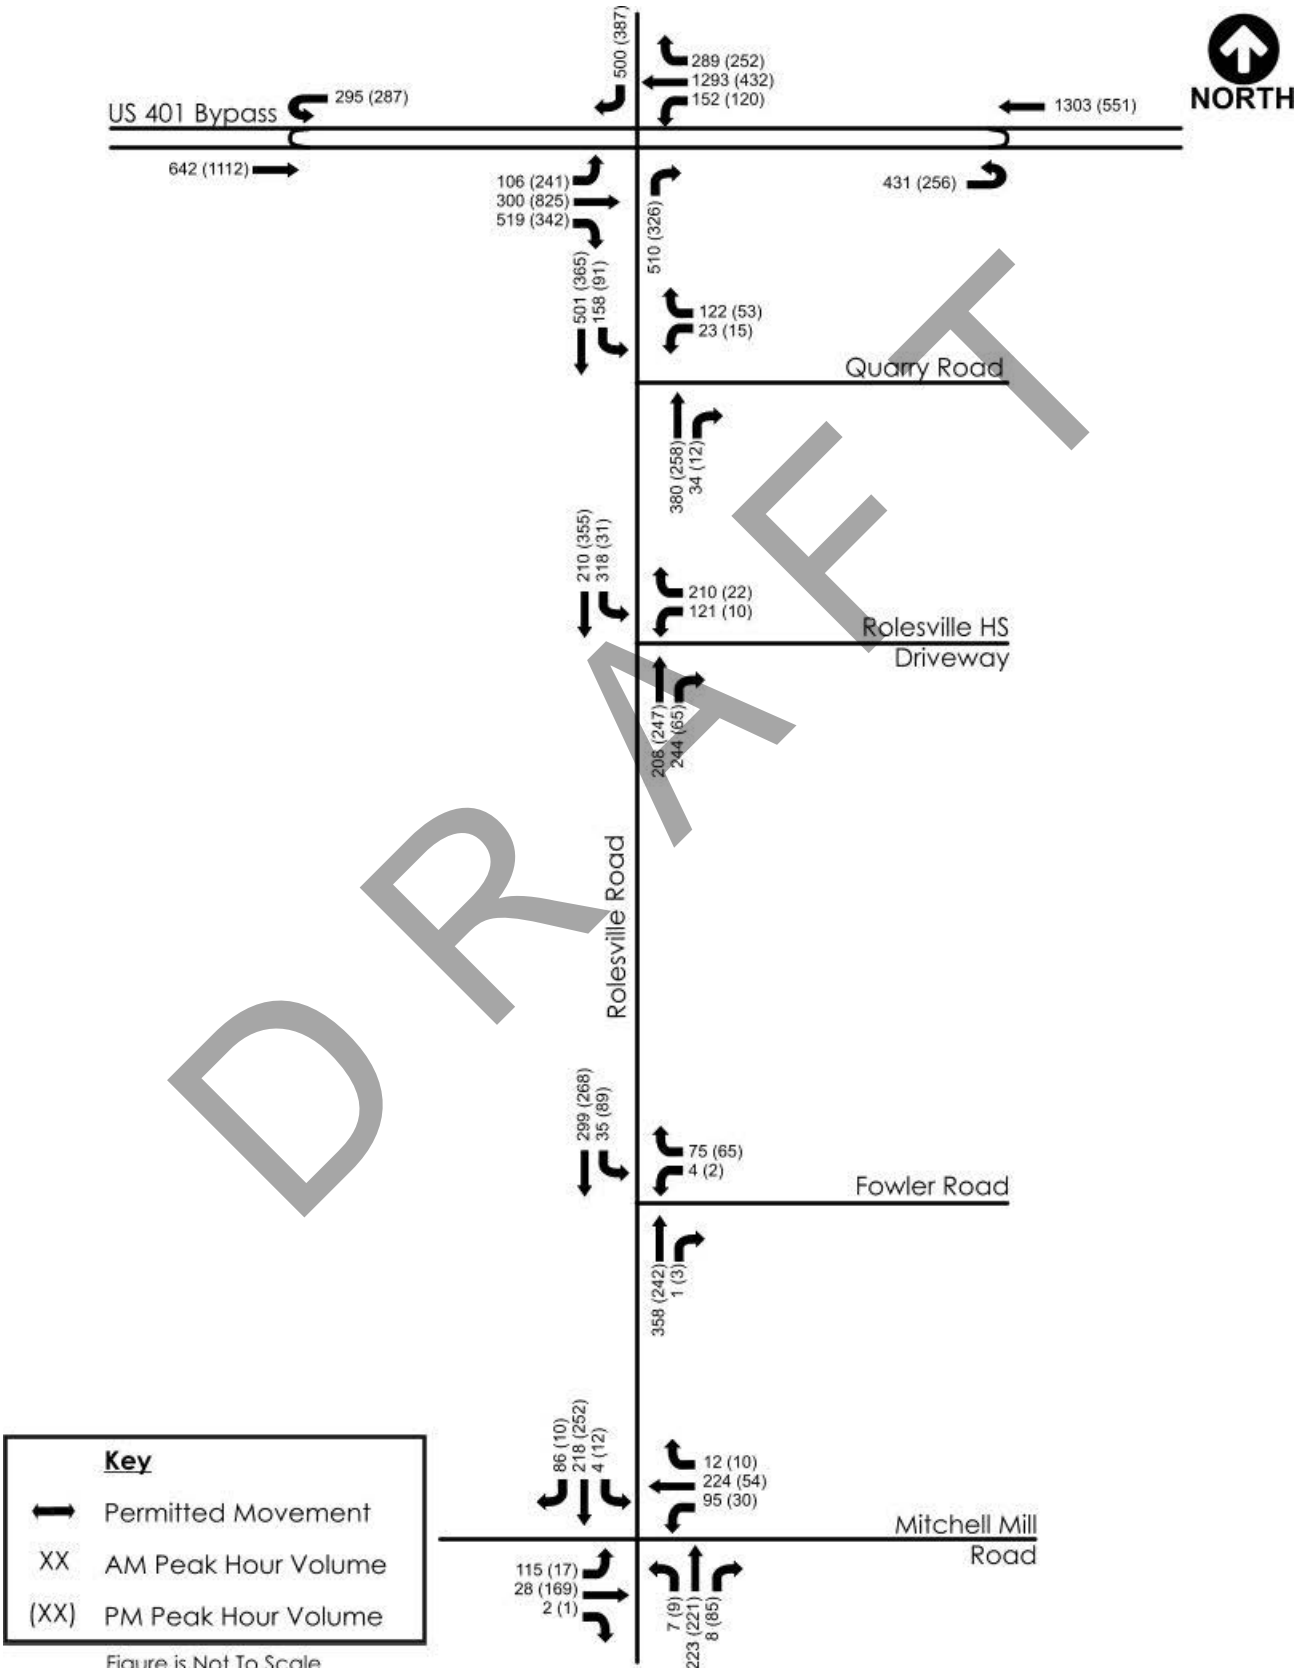 500 (387)
289 (252)
1293 (432)
152 (120)
NORTH
295 (287)
US 401 Bypass
1303 (551)
642 (1112)
106 (241)
300 (825)
519 (342)
510 (326)
431 (256)
501 (365)
158 (91)
122 (53)
23 (15)
Quarry Road
380 (258)
34 (12)
210 (355)
318 (31)
210 (22)
121 (10)
Rolesville HS
Driveway
208 (247)
244 (65)
Rolesville Road
DRAFT
299 (268)
35 (89)
75 (65)
4 (2)
Fowler Road
358 (242)
1 (3)
86 (10)
218 (252)
4 (12)
12 (10)
224 (54)
95 (30)
Mitchell Mill
Road
115 (17)
28 (169)
2 (1)
7 (9)
223 (221)
8 (85)
Key
Permitted Movement
XX AM Peak Hour Volume
(XX) PM Peak Hour Volume
Figure is Not To Scale